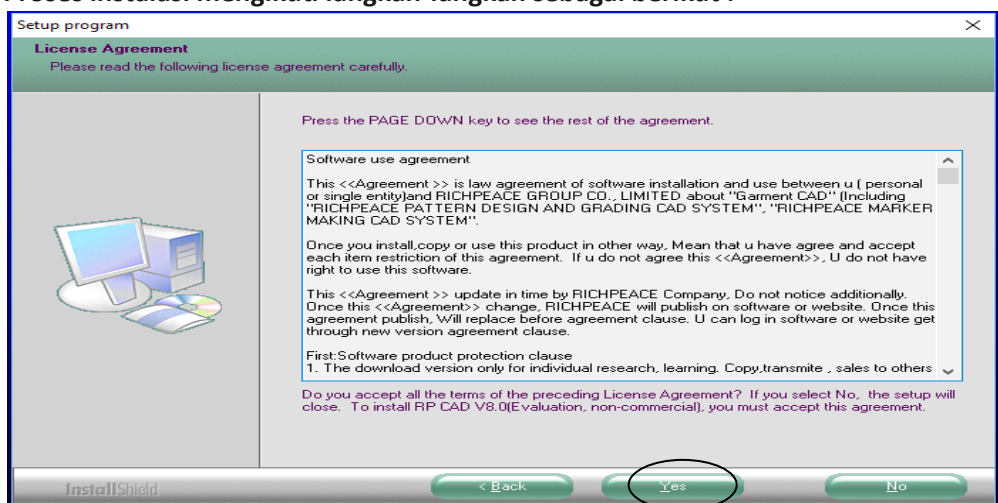 Proses instalasi mengikuti langkah-langkah sebagai berikut :
Setup program
License Agreement
Please read the following license agreement carefully.
Press the PAGE DOWN key to see the rest of the agreement.
Software use agreement
This <<Agreement >> is law agreement of software installation and use between u ( personal
or single entity)and RICHPEACE GROUP CO., LIMITED about "Garment CAD" (Including
"RICHPEACE PATTERN DESIGN AND GRADING CAD SYSTEM", "RICHPEACE MARKER
MAKING CAD SYSTEM".
Once you install,copy or use this product in other way, Mean that u have agree and accept
each item restriction of this agreement. If u do not agree this <<Agreement>>, U do not have
right to use this software.
This <<Agreement >> update in time by RICHPEACE Company, Do not notice additionally.
Once this <<Agreement>> change, RICHPEACE will publish on software or website. Once this
agreement publish, Will replace before agreement clause. U can log in software or website get
through new version agreement clause.
First:Software product protection clause
1. The download version only for individual research, learning. Copy,transmite , sales to others
Do you accept all the terms of the preceding License Agreement? If you select No, the setup will
close. To install RP CAD V8.0(Evaluation, non-commercial), you must accept this agreement.
InstallShield
< Back
Yes
No